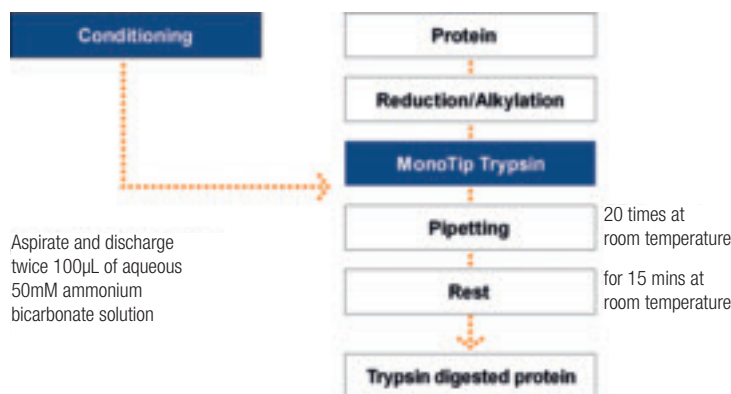 Conditioning
Protein
Reduction/Alkylation
MonoTip Trypsin
Pipetting
20 times at
room temperature
Aspirate and discharge
twice 100µL of aqueous
50mM ammonium
bicarbonate solution
Rest
for 15 mins at
room temperature
Trypsin digested protein